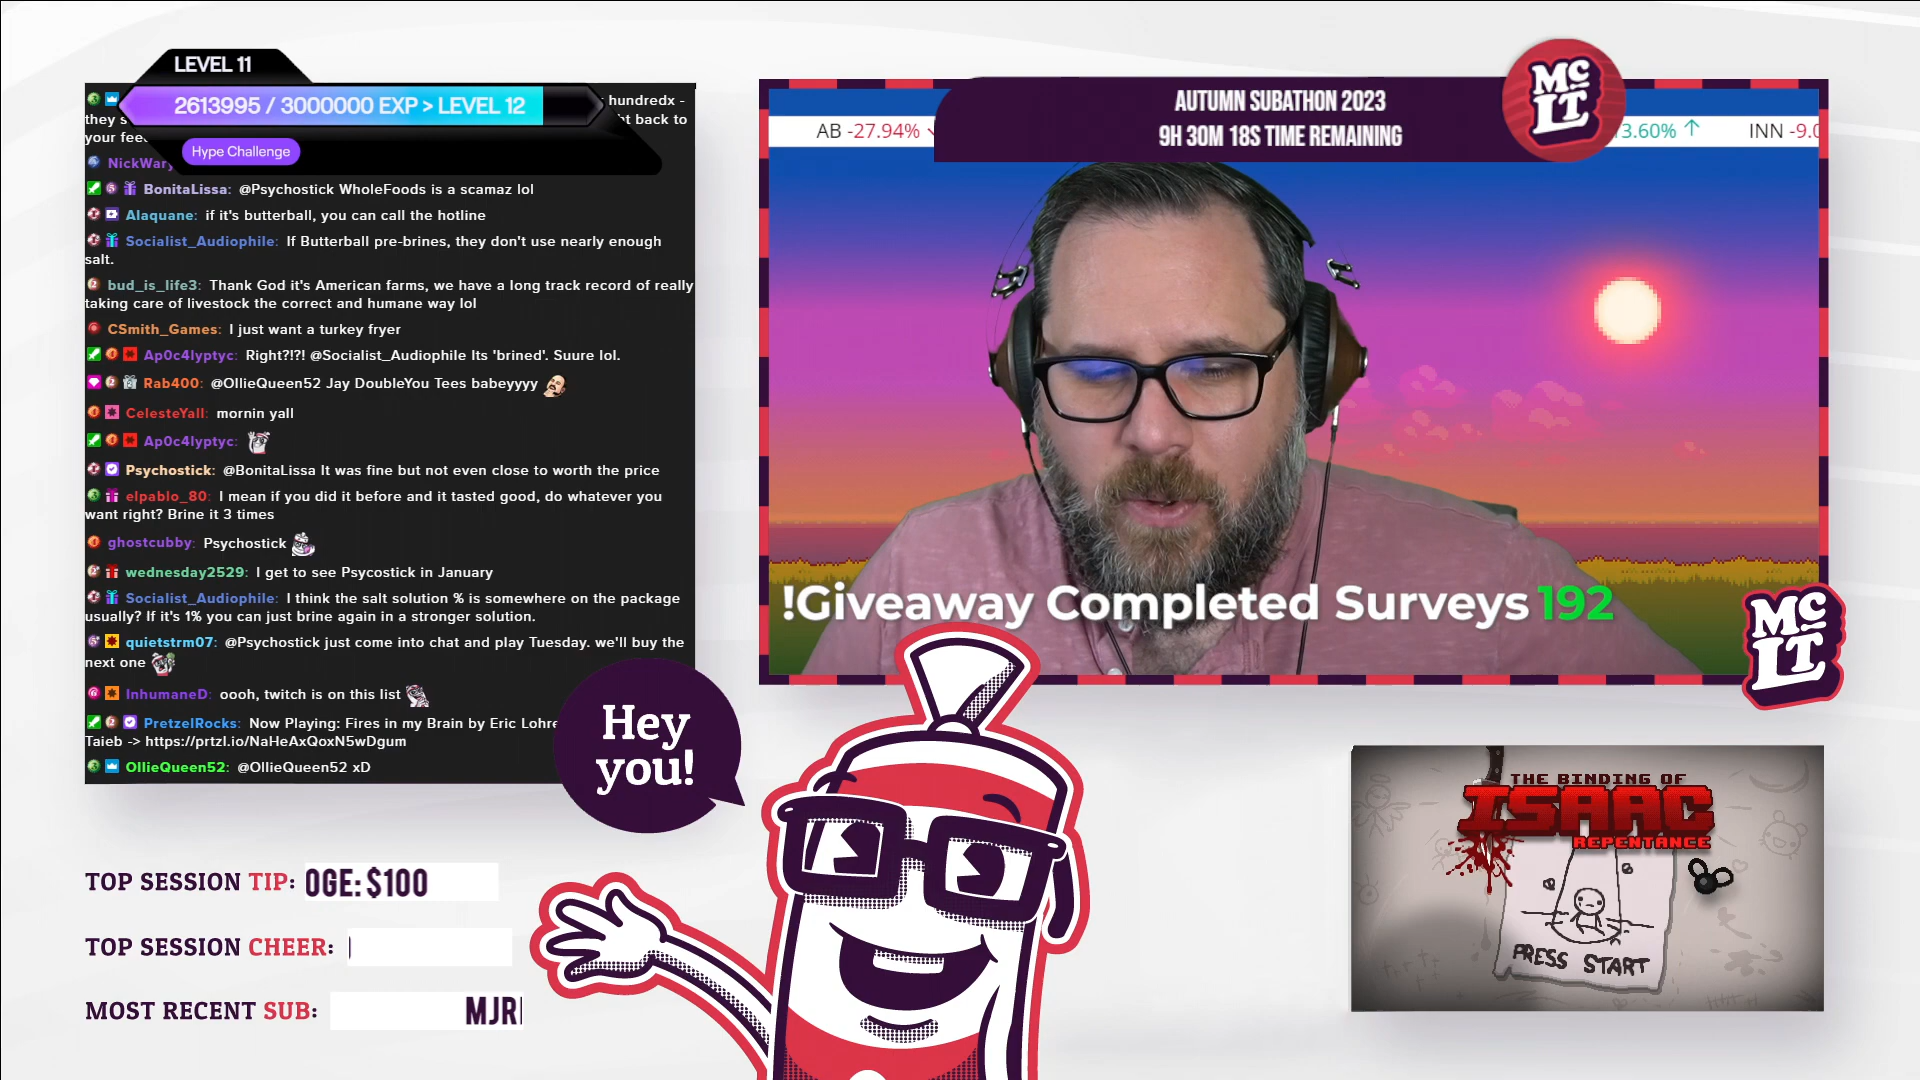 LEVEL 11
2613995 / 3000000 EXP > LEVEL 12
Hype Challenge
hundredx -
they
ht back to
your fee
NickWar
BonitaLissa: @Psychostick WholeFoods is a scamaz lol
Alaquane: if it's butterball, you can call the hotline
Socialist_Audiophile: If Butterball pre-brines, they don't use nearly enough
salt.
bud_is_life3: Thank God it's American farms, we have a long track record of really
taking care of livestock the correct and humane way lol
CSmith_Games: I just want a turkey fryer
Ap0c4lyptyc: Right?!?! @Socialist_Audiophile Its 'brined'. Suure lol.
Rab400: @OllieQueen52 Jay DoubleYou Tees babeyyyy
CelesteYall: mornin yall
Ap0c4lyptyc:
Psychostick: @BonitaLissa It was fine but not even close to worth the price
elpablo_80: I mean if you did it before and it tasted good, do whatever you
want right? Brine it 3 times
ghostcubby: Psychostick
wednesday2529: I get to see Psycostick in January
Socialist_Audiophile: I think the salt solution % is somewhere on the package
usually? If it's 1% you can just brine again in a stronger solution.
quietstrm07: @Psychostick just come into chat and play Tuesday. we'll buy the
next one
InhumaneD: oooh, twitch is on this list
PretzelRocks: Now Playing: Fires in my Brain by Eric Lohre
Taieb -> https://prtzl.io/NaHeAxQoxN5wDgum
OllieQueen52: @OllieQueen52 xD
AUTUMN SUBATHON 2023
9H 30M 18S TIME REMAINING
McLT
AB -27.94%
3.60% ↑
INN -9.0
!Giveaway Completed Surveys 192
McLT
Hey
you!
TOP SESSION TIP: OGE: $100
TOP SESSION CHEER:
MOST RECENT SUB: MJR
THE BINDING OF
ISAAC
REPENTANCE
PRESS START